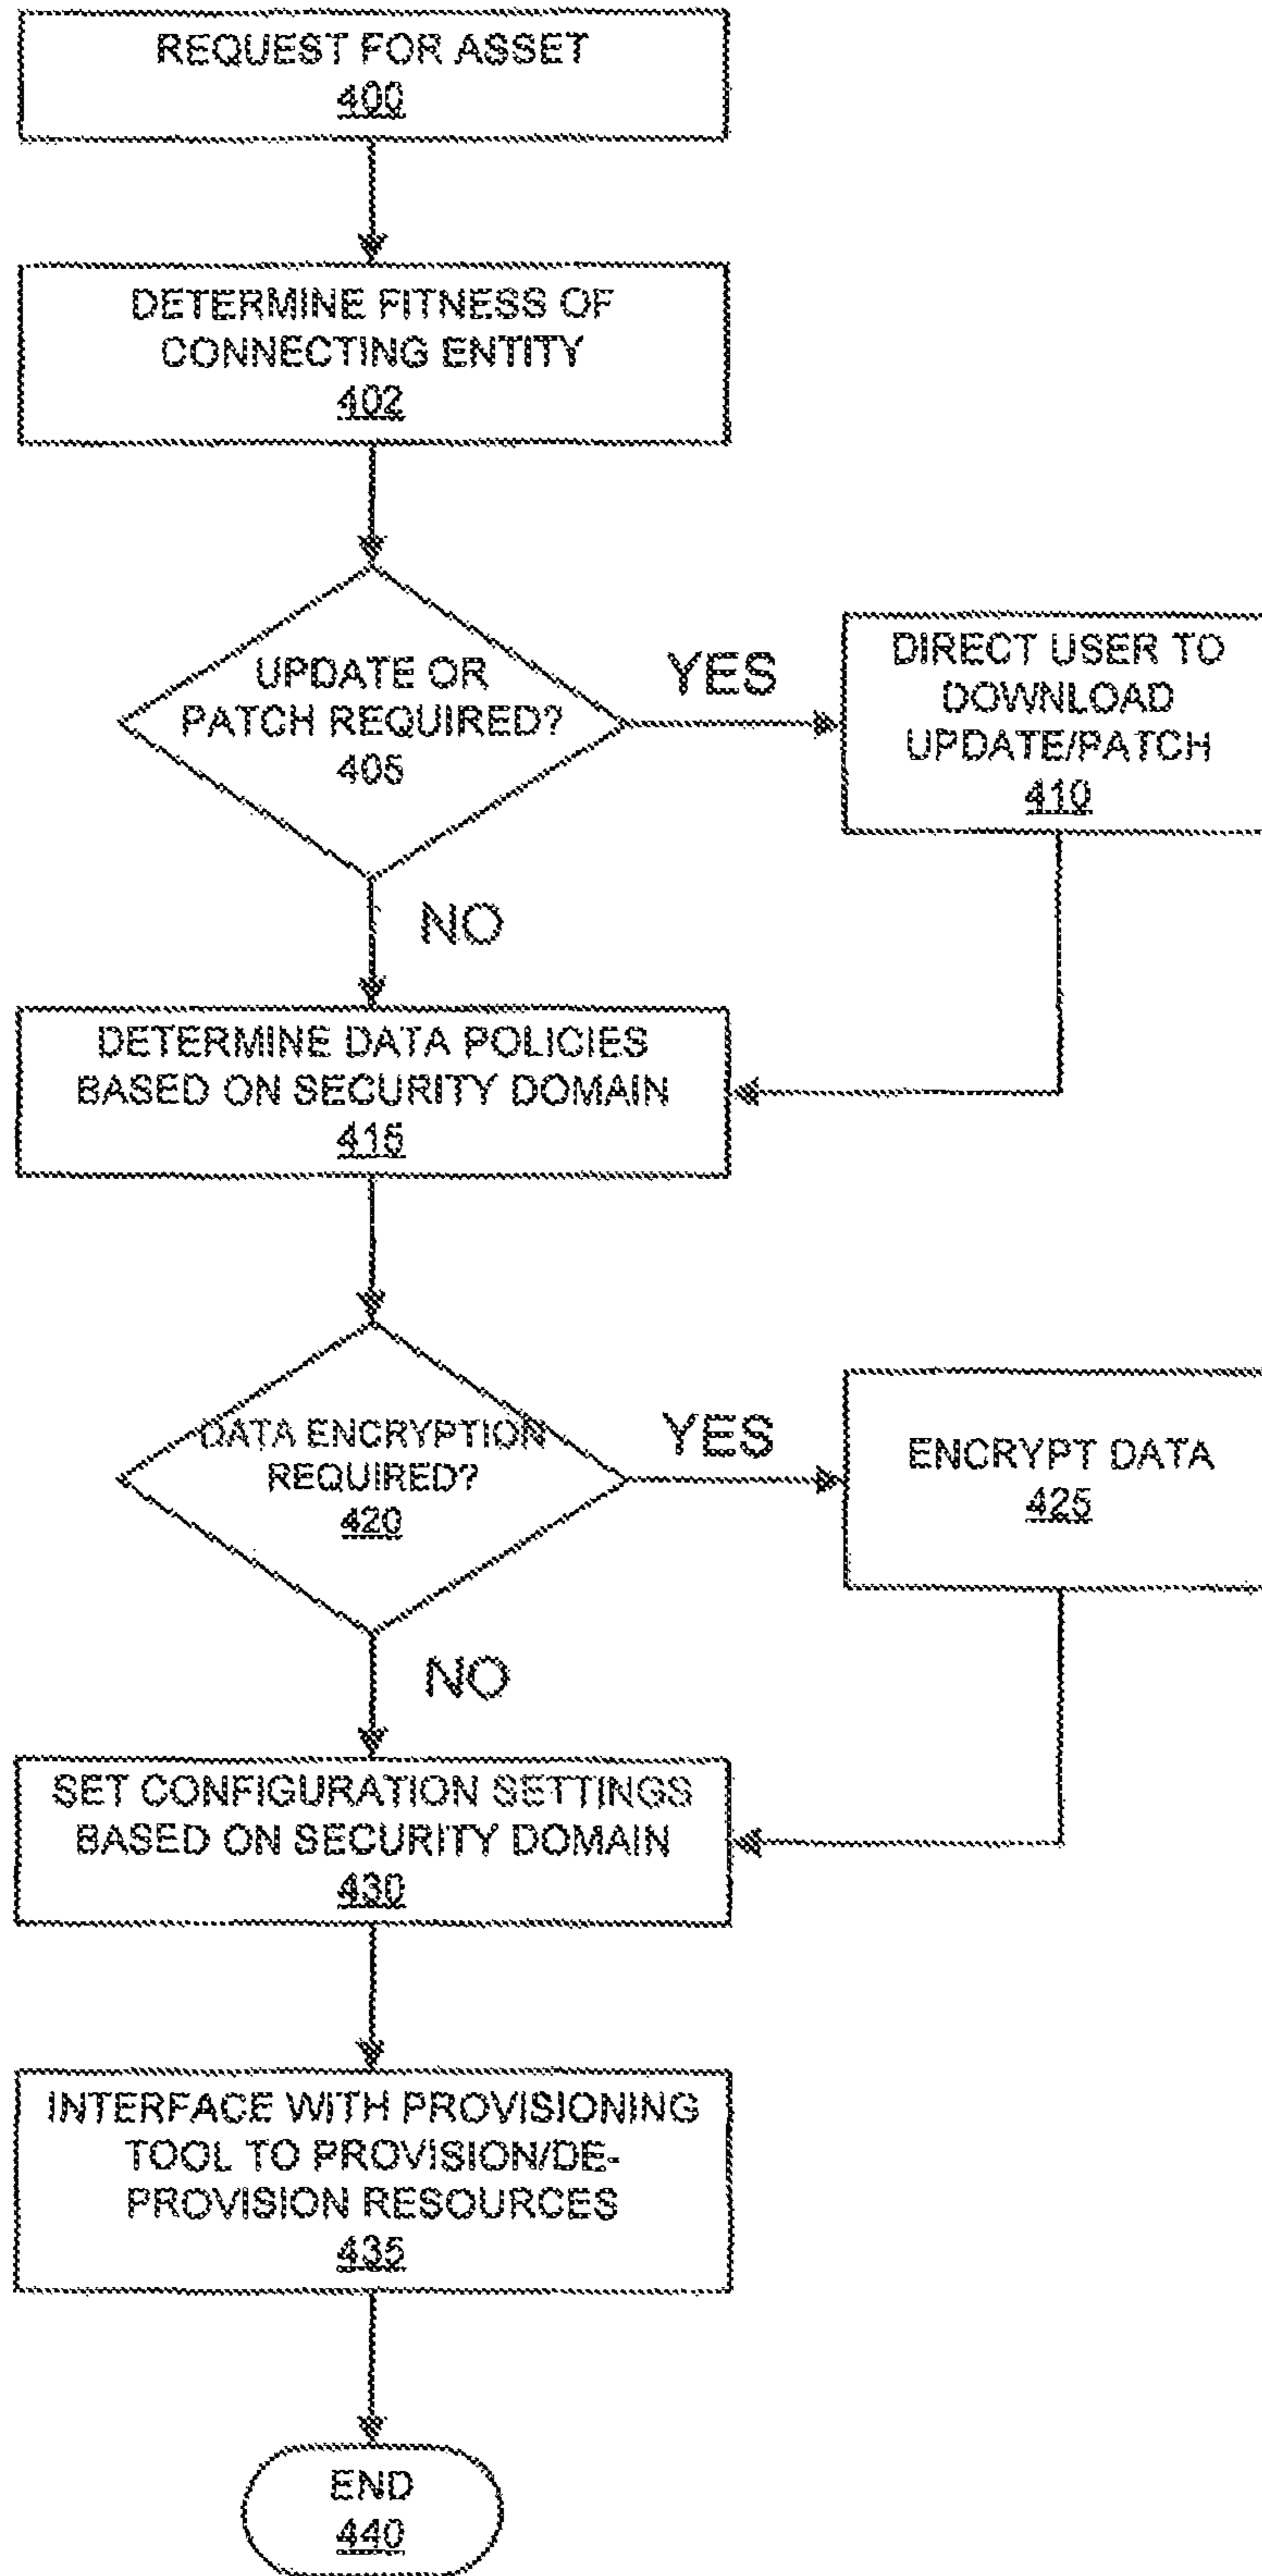 REQUEST FOR ASSET
400
DETERMINE FITNESS OF
CONNECTING ENTITY
402
UPDATE OR
PATCH REQUIRED?
405
YES
DIRECT USER TO
DOWNLOAD
UPDATE/PATCH
410
NO
DETERMINE DATA POLICIES
BASED ON SECURITY DOMAIN
415
DATA ENCRYPTION
REQUIRED?
420
YES
ENCRYPT DATA
425
NO
SET CONFIGURATION SETTINGS
BASED ON SECURITY DOMAIN
430
INTERFACE WITH PROVISIONING
TOOL TO PROVISION/DE-
PROVISION RESOURCES
435
END
440